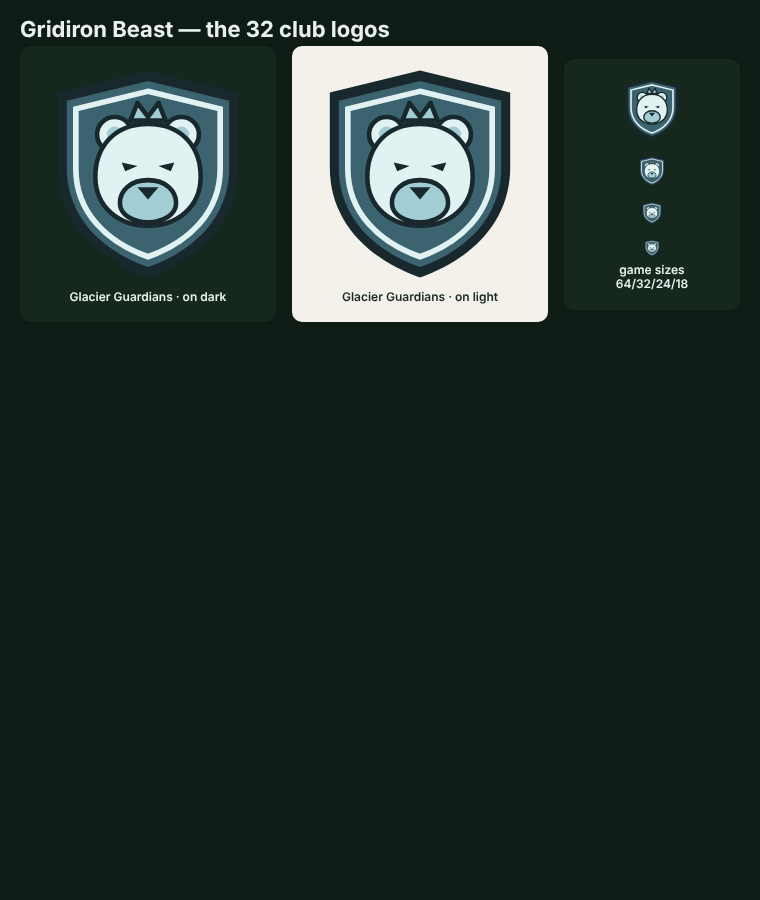 Gridiron Beast — the 32 club logos
Glacier Guardians · on dark
Glacier Guardians · on light
game sizes
64/32/24/18